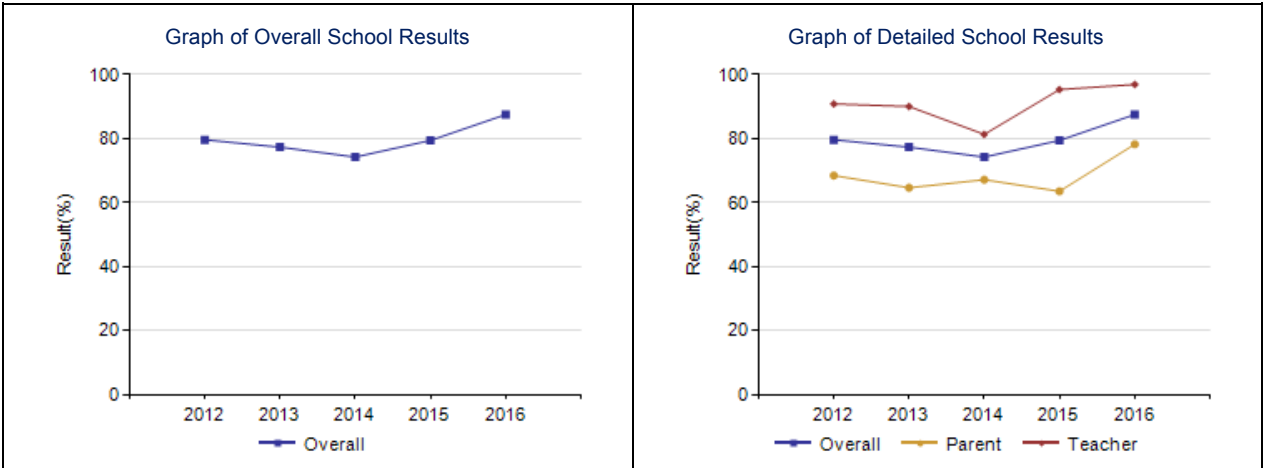 Graph of Overall School Results
100
80
60
40
20
0
Result(%)
2012 2013 2014 2015 2016
Overall
Graph of Detailed School Results
100
80
60
40
20
0
Result(%)
2012 2013 2014 2015 2016
Overall Parent Teacher